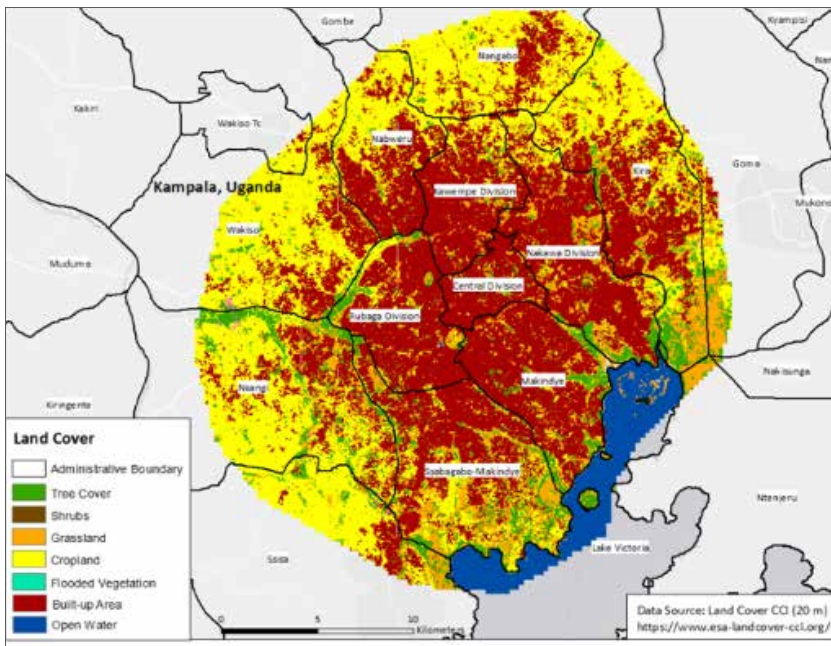 Gombe
Kyampisi
Nangabo
Kakiri
Wakiso Tc
Nabweru
Goma
Kira
Kampala, Uganda
Kawempe Division
Mukono
Wakiso
Nakawa Division
Muduma
Central Division
Rubaga Division
Nakisunga
Nsangi
Makindye
Kiringente
Ssabagabo-Makindye
Ntenjeru
Lake Victoria
Ssisa
Land Cover
Administrative Boundary
Tree Cover
Shrubs
Grassland
Cropland
Flooded Vegetation
Built-up Area
Open Water
0 5 10
Kilometers
Data Source: Land Cover CCI (20 m)
https://www.esa-landcover-cci.org/